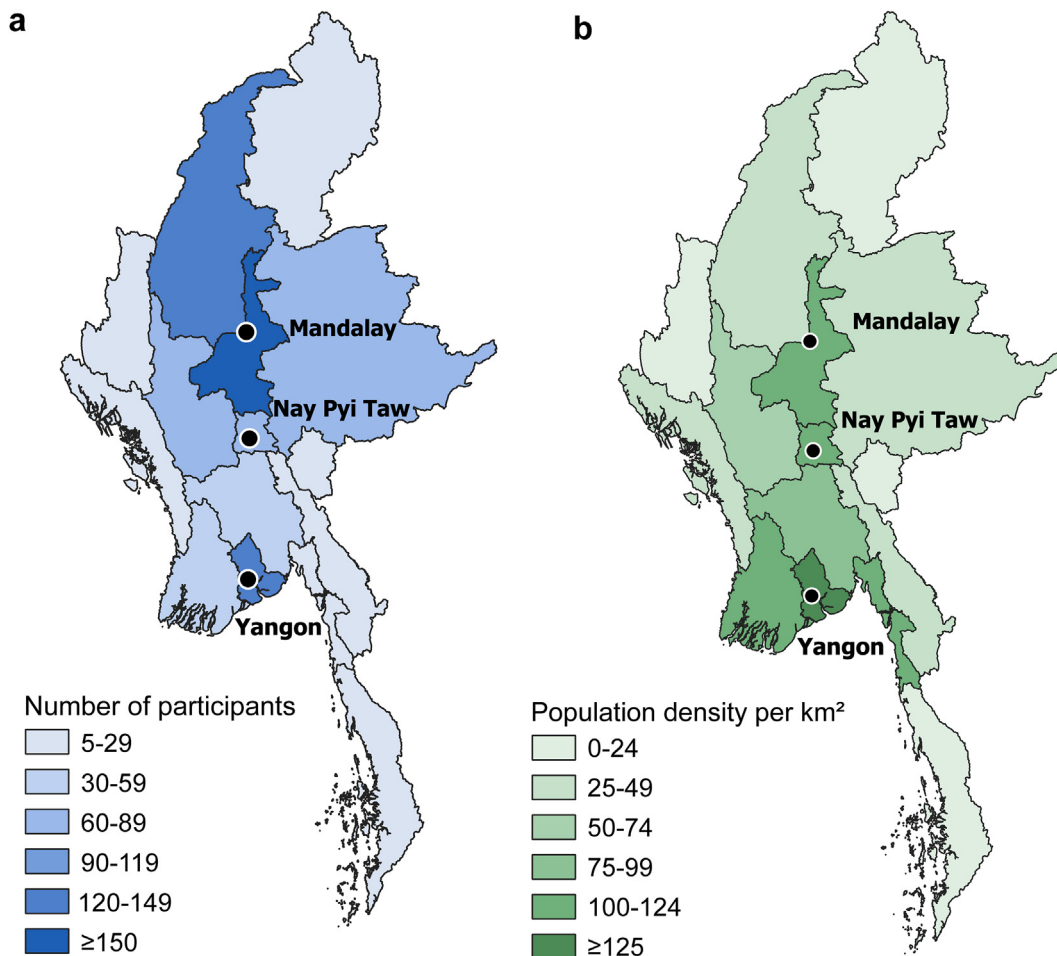 a
Mandalay
Nay Pyi Taw
Yangon
Number of participants
5-29
30-59
60-89
90-119
120-149
≥150
b
Mandalay
Nay Pyi Taw
Yangon
Population density per km²
0-24
25-49
50-74
75-99
100-124
≥125